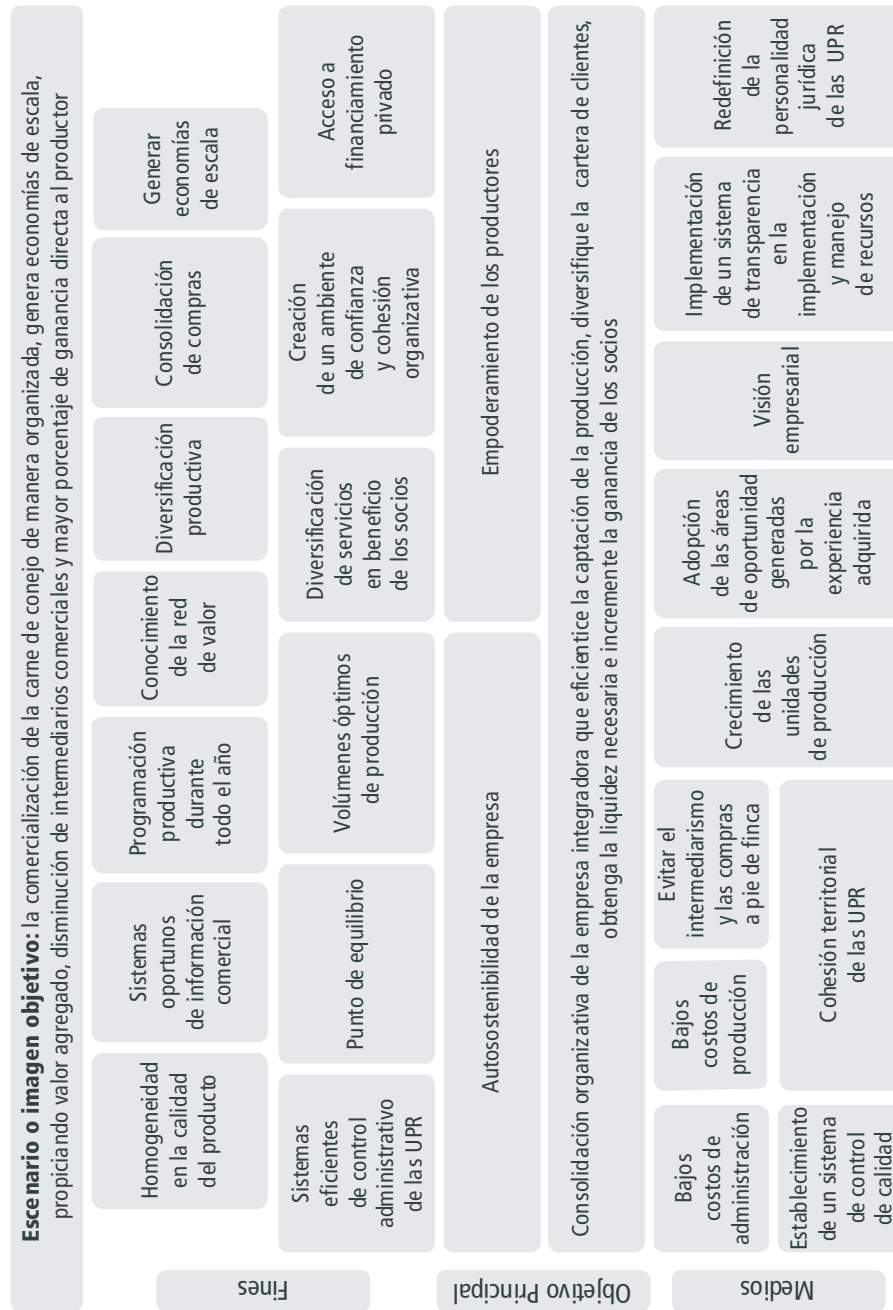 Escenario o imagen objetivo: la comercialización de la carne de conejo de manera organizada, genera economías de escala,
propiciando valor agregado, disminución de intermediarios comerciales y mayor porcentaje de ganancia directa al productor
Fines
Homogeneidad
en la calidad
del producto
Sistemas
oportunos
de información
comercial
Programación
productiva
durante
todo el año
Conocimiento
de la red
de valor
Diversificación
productiva
Consolidación
de compras
Generar
economías
de escala
Sistemas
eficientes
de control
administrativo
de las UPR
Punto de equilibrio
Volúmenes óptimos
de producción
Diversificación
de servicios
en beneficio
de los socios
Creación
de un ambiente
de confianza
y cohesión
organizativa
Acceso a
financiamiento
privado
Objetivo Principal
Autosostenibilidad de la empresa
Empoderamiento de los productores
Consolidación organizativa de la empresa integradora que eficientice la captación de la producción, diversifique la cartera de clientes,
obtenga la liquidez necesaria e incremente la ganancia de los socios
Medios
Bajos
costos de
administración
Bajos
costos de
producción
Evitar el
intermediarismo
y las compras
a pie de finca
Establecimiento
de un sistema
de control
de calidad
Cohesión territorial
de las UPR
Crecimiento
de las
unidades
de producción
Adopción
de las áreas
de oportunidad
generadas
por la
experiencia
adquirida
Visión
empresarial
Implementación
de un sistema
de transparencia
en la
implementación
y manejo
de recursos
Redefinición
de la
personalidad
jurídica
de las UPR